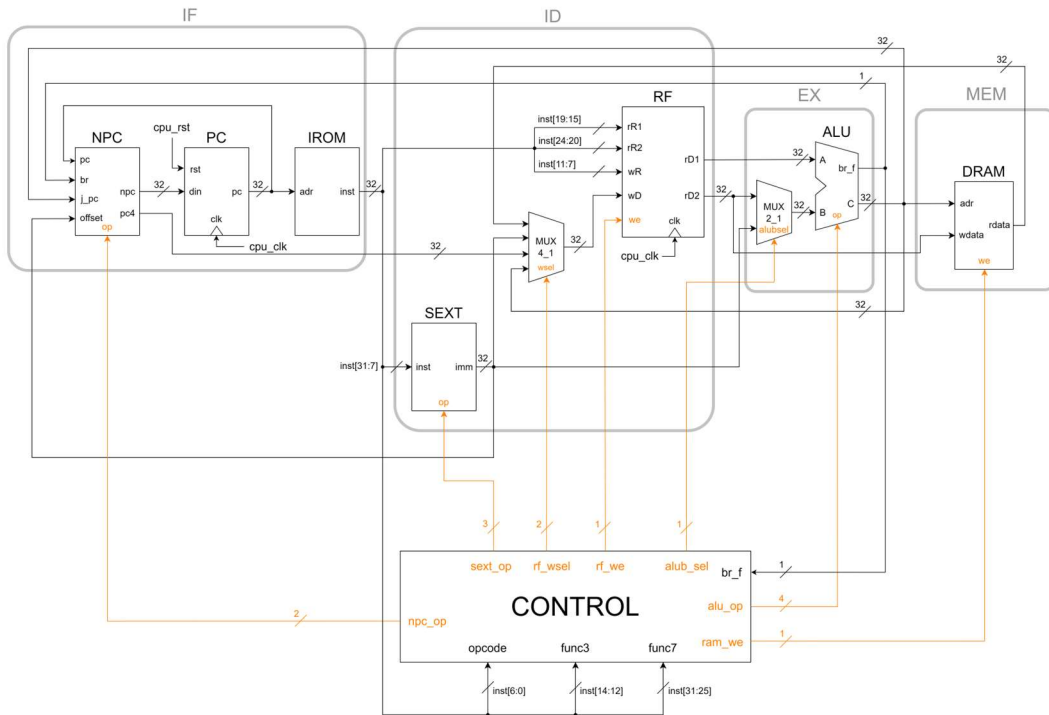 IF
ID
32
32
1
RF
EX
MEM
NPC
cpu_rst
PC
IROM
ALU
DRAM
inst[19:15]
inst[24:20]
inst[11:7]
rR1
rR2
wR
wD
we
rD1
rD2
clk
cpu_clk
pc
br
j_pc
offset
npc
pc4
op
32
rst
din
pc
clk
cpu_clk
32
adr
inst
32
32
MUX
4_1
wsel
32
32
32
MUX
2_1
alubsel
32
A
B
br_f
C
op
32
adr
wdata
rdata
we
32
SEXT
inst[31:7]
inst
imm
op
32
3
2
1
1
sext_op
rf_wsel
rf_we
alub_sel
br_f
1
CONTROL
alu_op
4
2
npc_op
ram_we
1
opcode
func3
func7
inst[6:0]
inst[14:12]
inst[31:25]